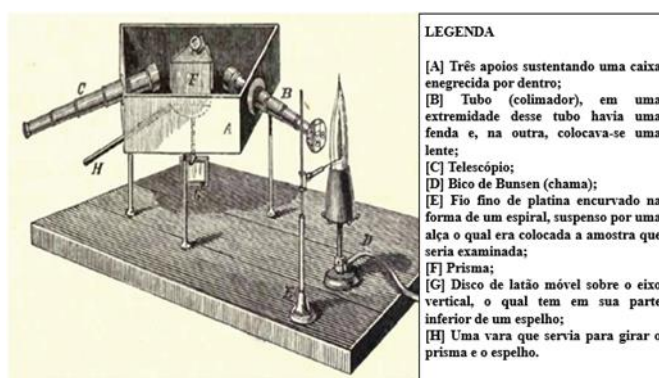 F
C
B
A
H
D
E
LEGENDA
[A] Três apoios sustentando uma caixa
enegrecida por dentro;
[B] Tubo (colimador), em uma
extremidade desse tubo havia uma
fenda e, na outra, colocava-se uma
lente;
[C] Telescópio;
[D] Bico de Bunsen (chama);
[E] Fio fino de platina encurvado na
forma de um espiral, suspenso por uma
alça o qual era colocada a amostra que
seria examinada;
[F] Prisma;
[G] Disco de latão móvel sobre o eixo
vertical, o qual tem em sua parte
inferior de um espelho;
[H] Uma vara que servia para girar o
prisma e o espelho.